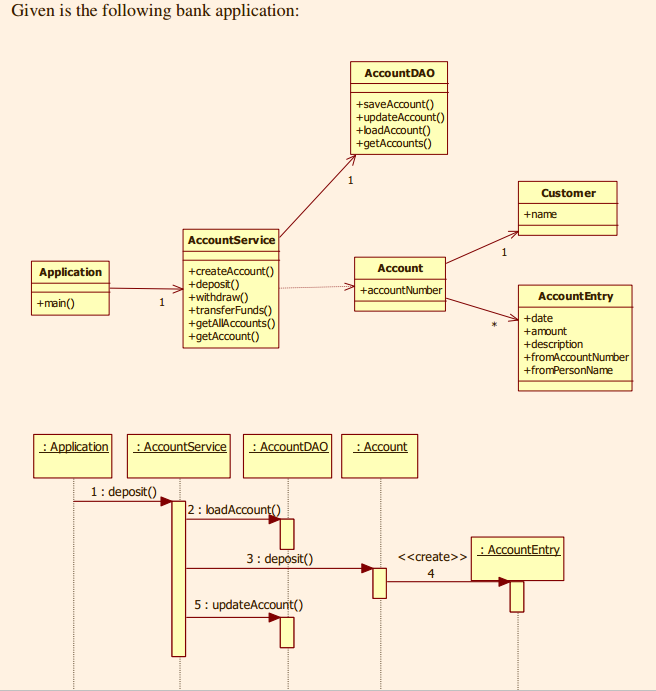 Given is the following bank application:
AccountDAO
+saveAccount()
+updateAccount()
+loadAccount()
+getAccounts()
1
Customer
+name
1
AccountService
+createAccount()
+deposit()
+withdraw()
+transferFunds()
+getAllAccounts()
+getAccount()
Application
+main()
1
Account
+accountNumber
AccountEntry
+date
+amount
+description
+fromAccountNumber
+fromPersonName
*
: Application
: AccountService
: AccountDAO
: Account
1 : deposit()
2 : loadAccount()
3 : deposit()
<<create>>
4
: AccountEntry
5 : updateAccount()